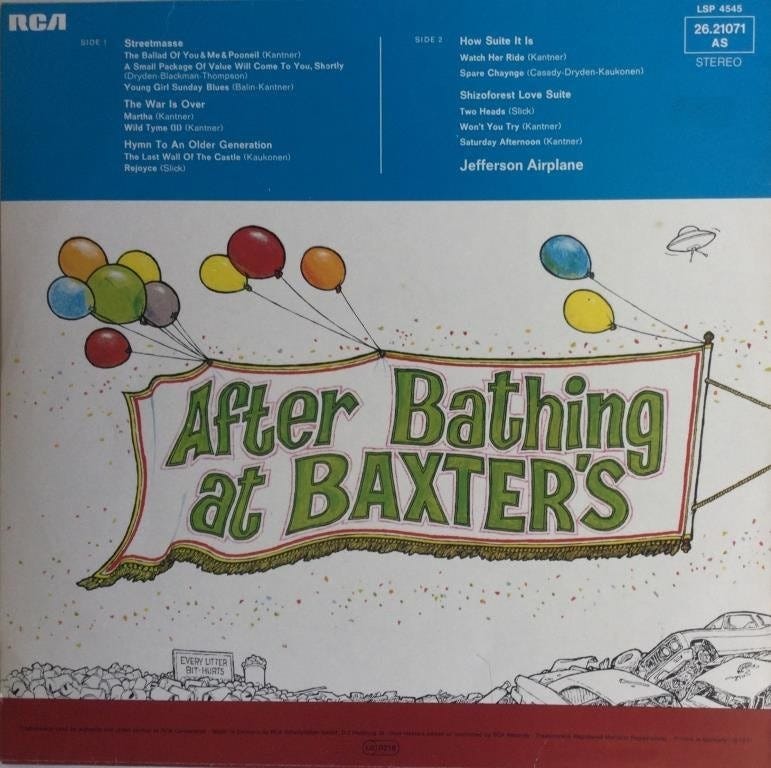 RCA
LSP 4545
26.21071
AS
STEREO
SIDE 1
Streetmasse
The Ballad Of You & Me & Pooneil (Kantner)
A Small Package Of Value Will Come To You, Shortly
(Dryden-Blackman-Thompson)
Young Girl Sunday Blues (Balin-Kantner)
The War Is Over
Martha (Kantner)
Wild Tyme (II) (Kantner)
Hymn To An Older Generation
The Last Wall Of The Castle (Kaukonen)
Rejoyce (Slick)
SIDE 2
How Suite It Is
Watch Her Ride (Kantner)
Spare Chaynge (Casady-Dryden-Kaukonen)
Shizoforest Love Suite
Two Heads (Slick)
Won't You Try (Kantner)
Saturday Afternoon (Kantner)
Jefferson Airplane
After Bathing
at BAXTER'S
EVERY LITTER
BIT-HURTS